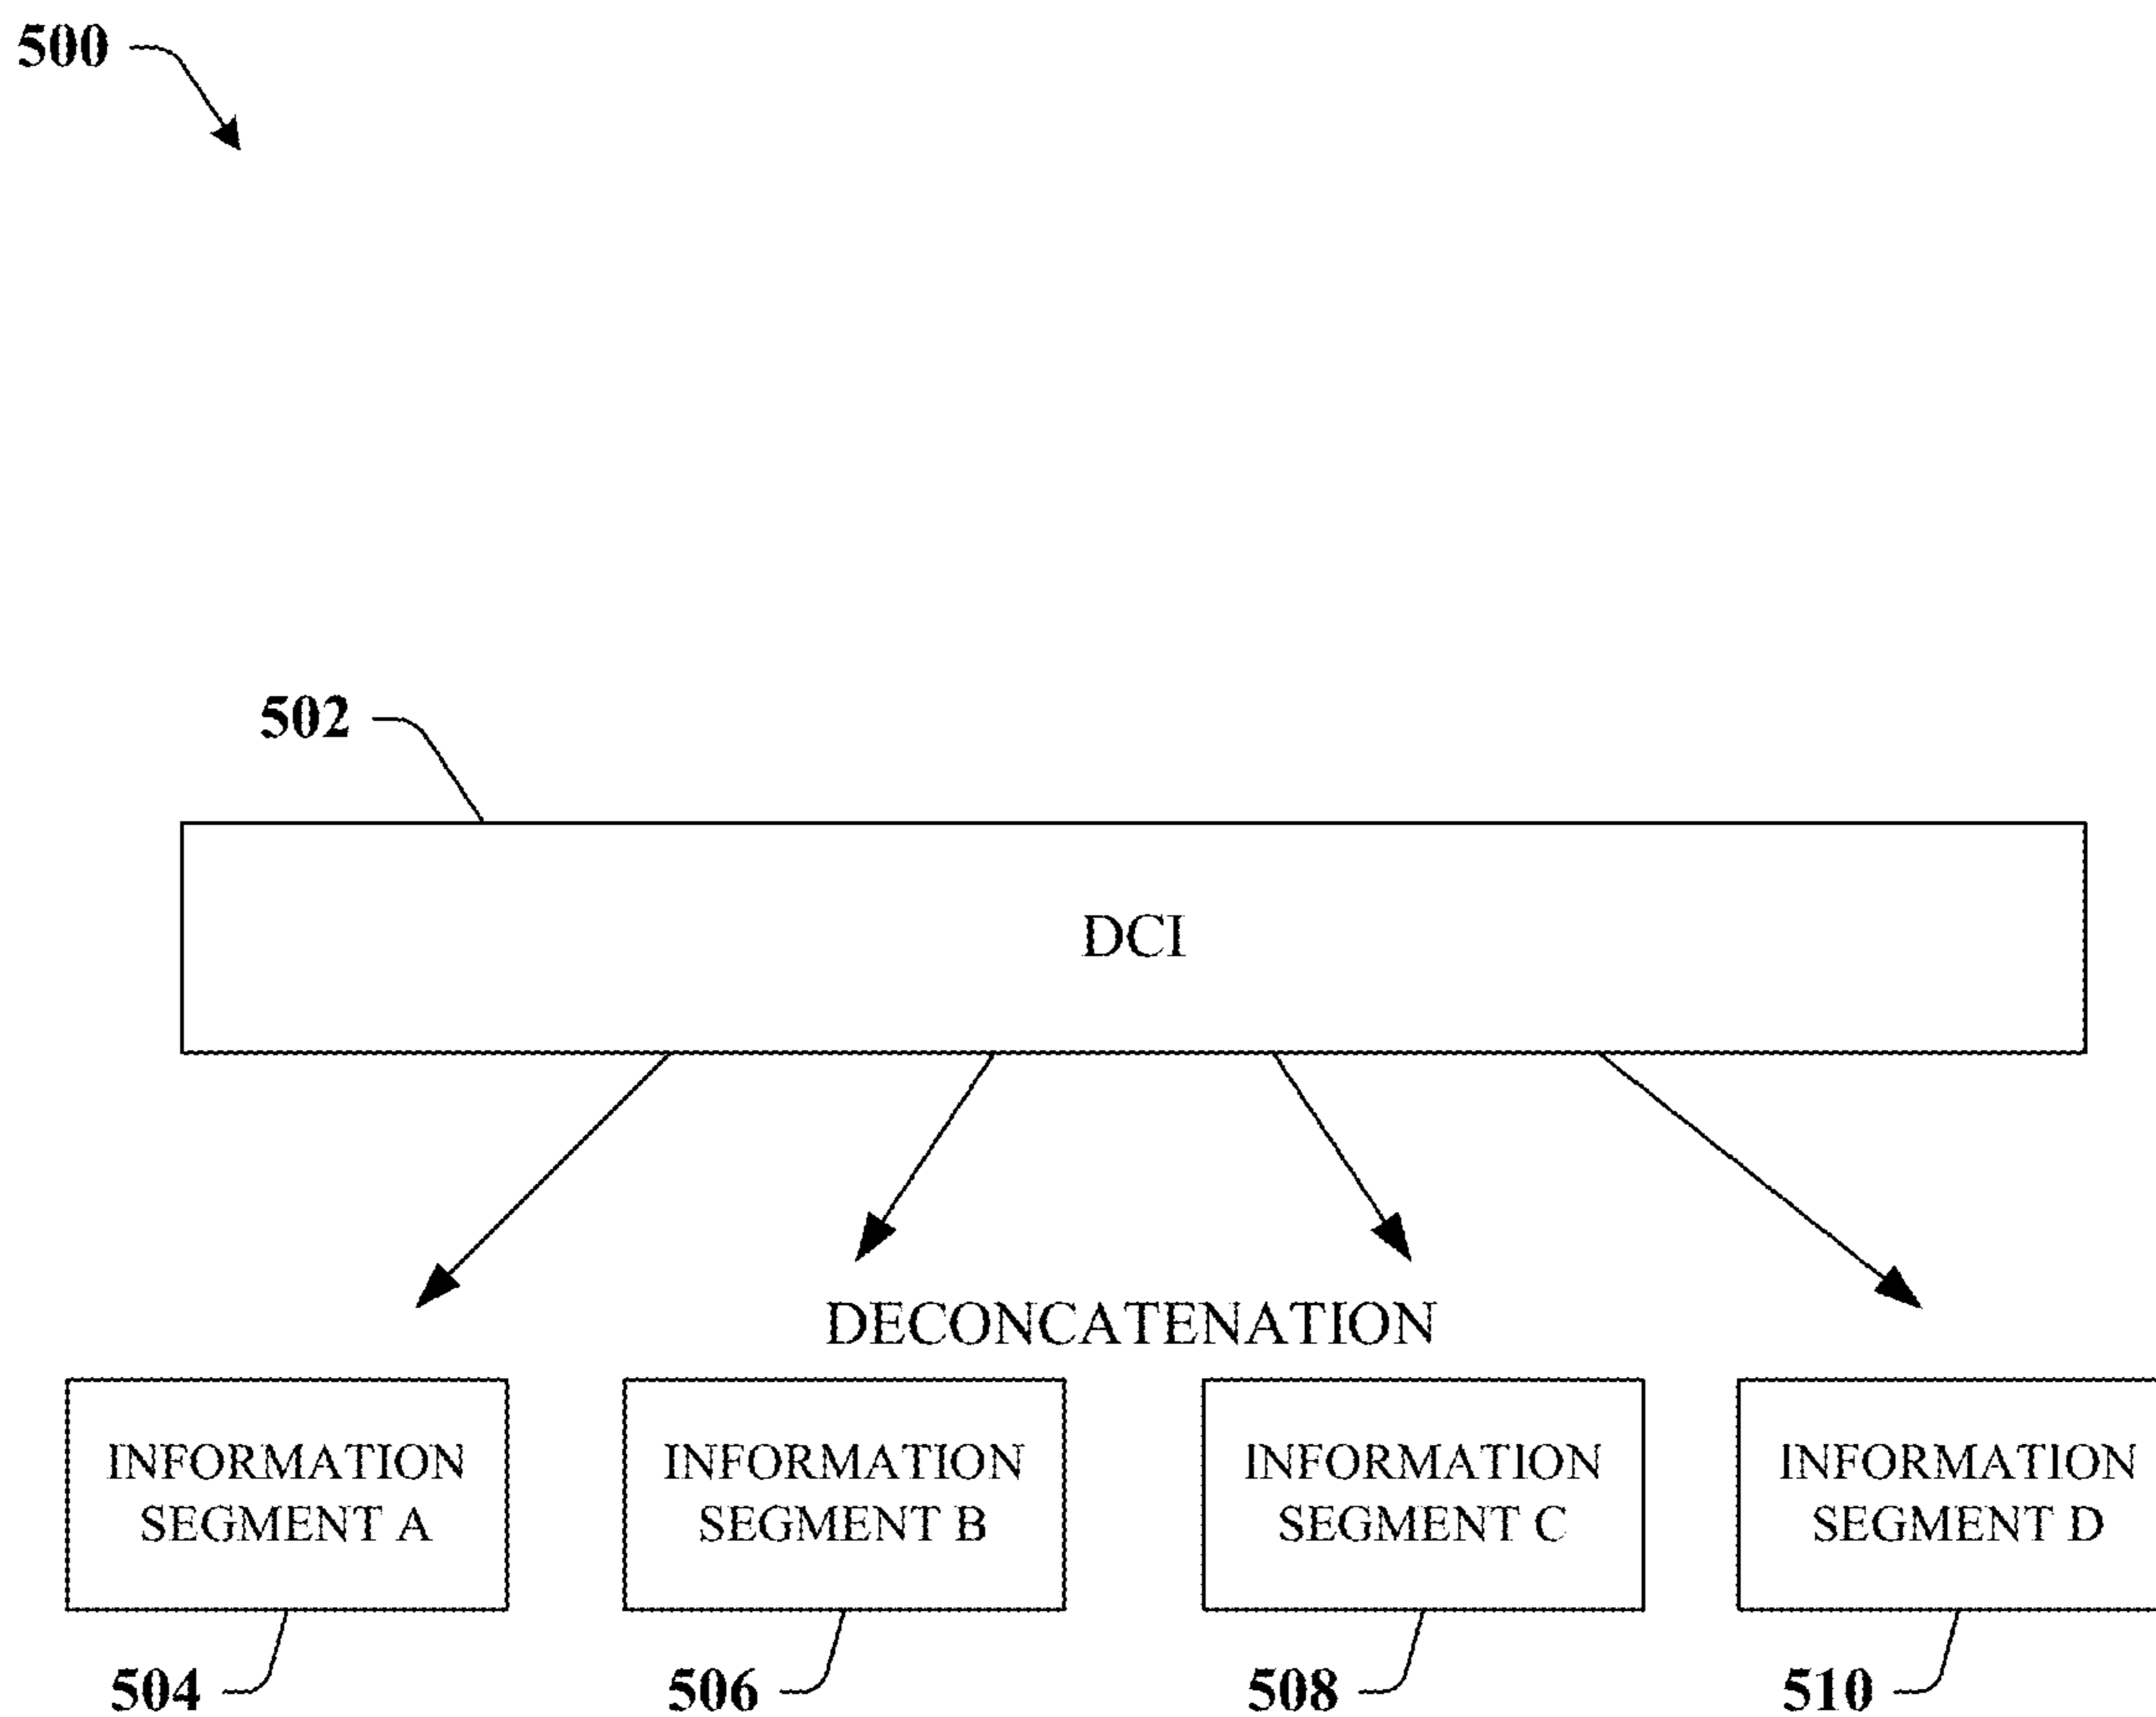 500
502
DCI
DECONCATENATION
INFORMATION
SEGMENT A
INFORMATION
SEGMENT B
INFORMATION
SEGMENT C
INFORMATION
SEGMENT D
504
506
508
510